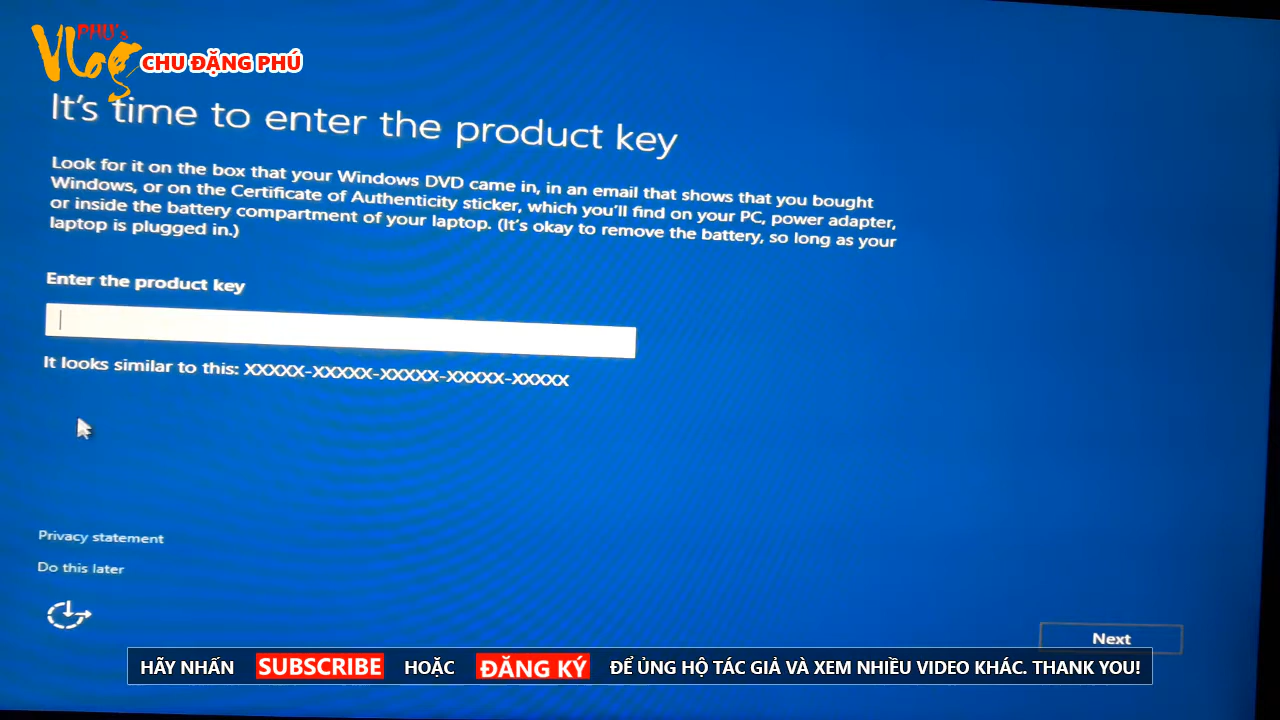 PHU's
Vlog
CHU ĐẶNG PHÚ
It's time to enter the product key
Look for it on the box that your Windows DVD came in, in an email that shows that you bought
Windows, or on the Certificate of Authenticity sticker, which you'll find on your PC, power adapter,
or inside the battery compartment of your laptop. (It's okay to remove the battery, so long as your
laptop is plugged in.)
Enter the product key
It looks similar to this: XXXXX-XXXXX-XXXXX-XXXXX-XXXXX
Privacy statement
Do this later
Next
HÃY NHẤN SUBSCRIBE HOẶC ĐĂNG KÝ ĐỂ ỦNG HỘ TÁC GIẢ VÀ XEM NHIỀU VIDEO KHÁC. THANK YOU!